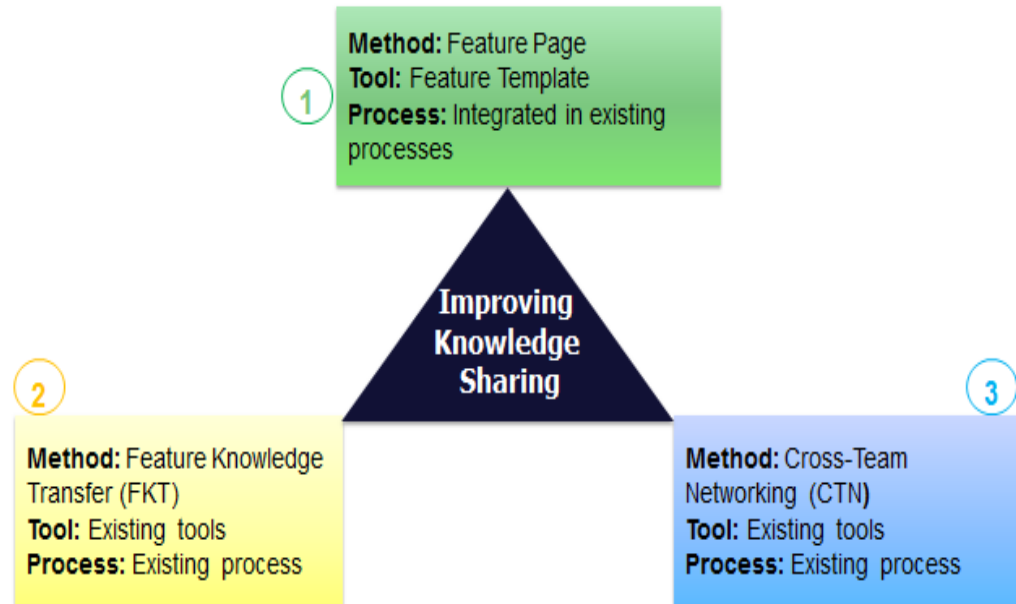 1
Method: Feature Page
Tool: Feature Template
Process: Integrated in existing
processes
Improving
Knowledge
Sharing
2
Method: Feature Knowledge
Transfer (FKT)
Tool: Existing tools
Process: Existing process
3
Method: Cross-Team
Networking (CTN)
Tool: Existing tools
Process: Existing process